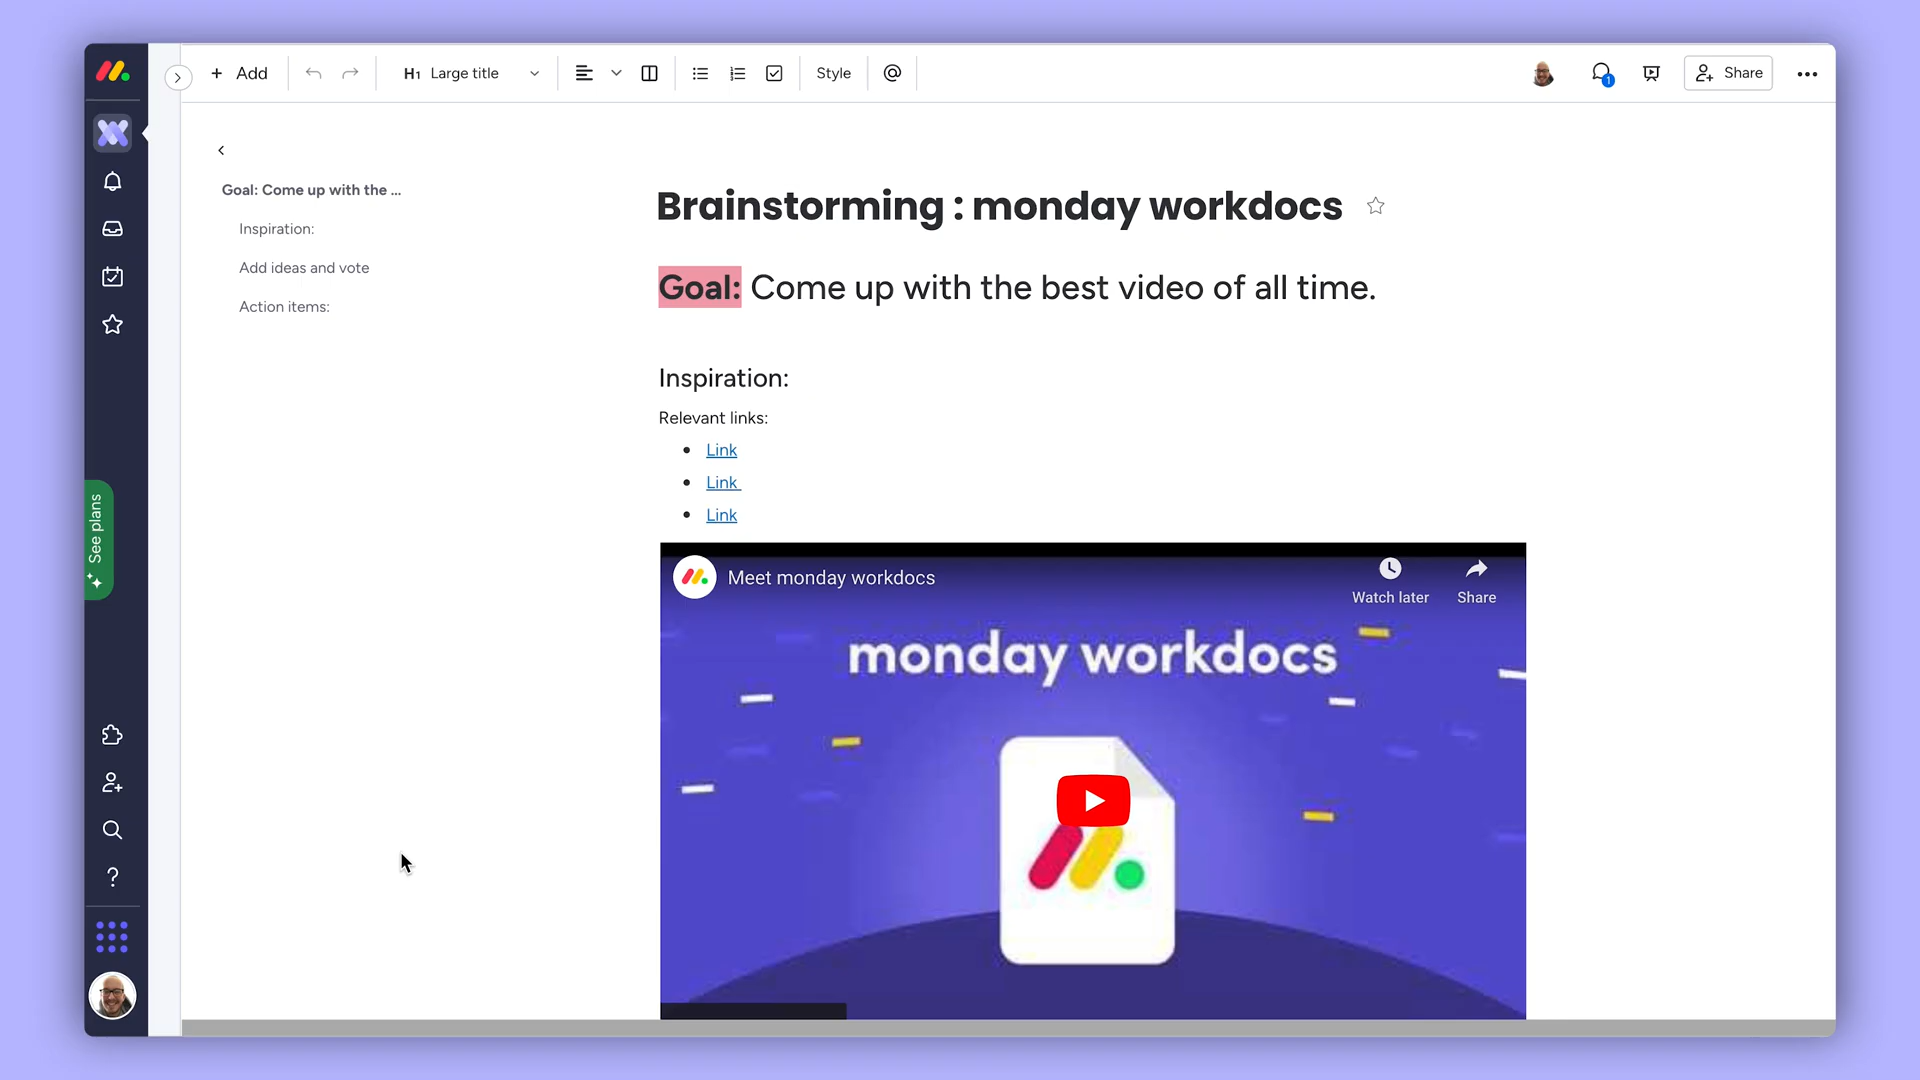 + Add
H1 Large title
Style
@
1
Share
Goal: Come up with the ...
Inspiration:
Add ideas and vote
Action items:
See plans
Brainstorming : monday workdocs
Goal: Come up with the best video of all time.
Inspiration:
Relevant links:
• Link
• Link
• Link
Meet monday workdocs
Watch later
Share
monday workdocs